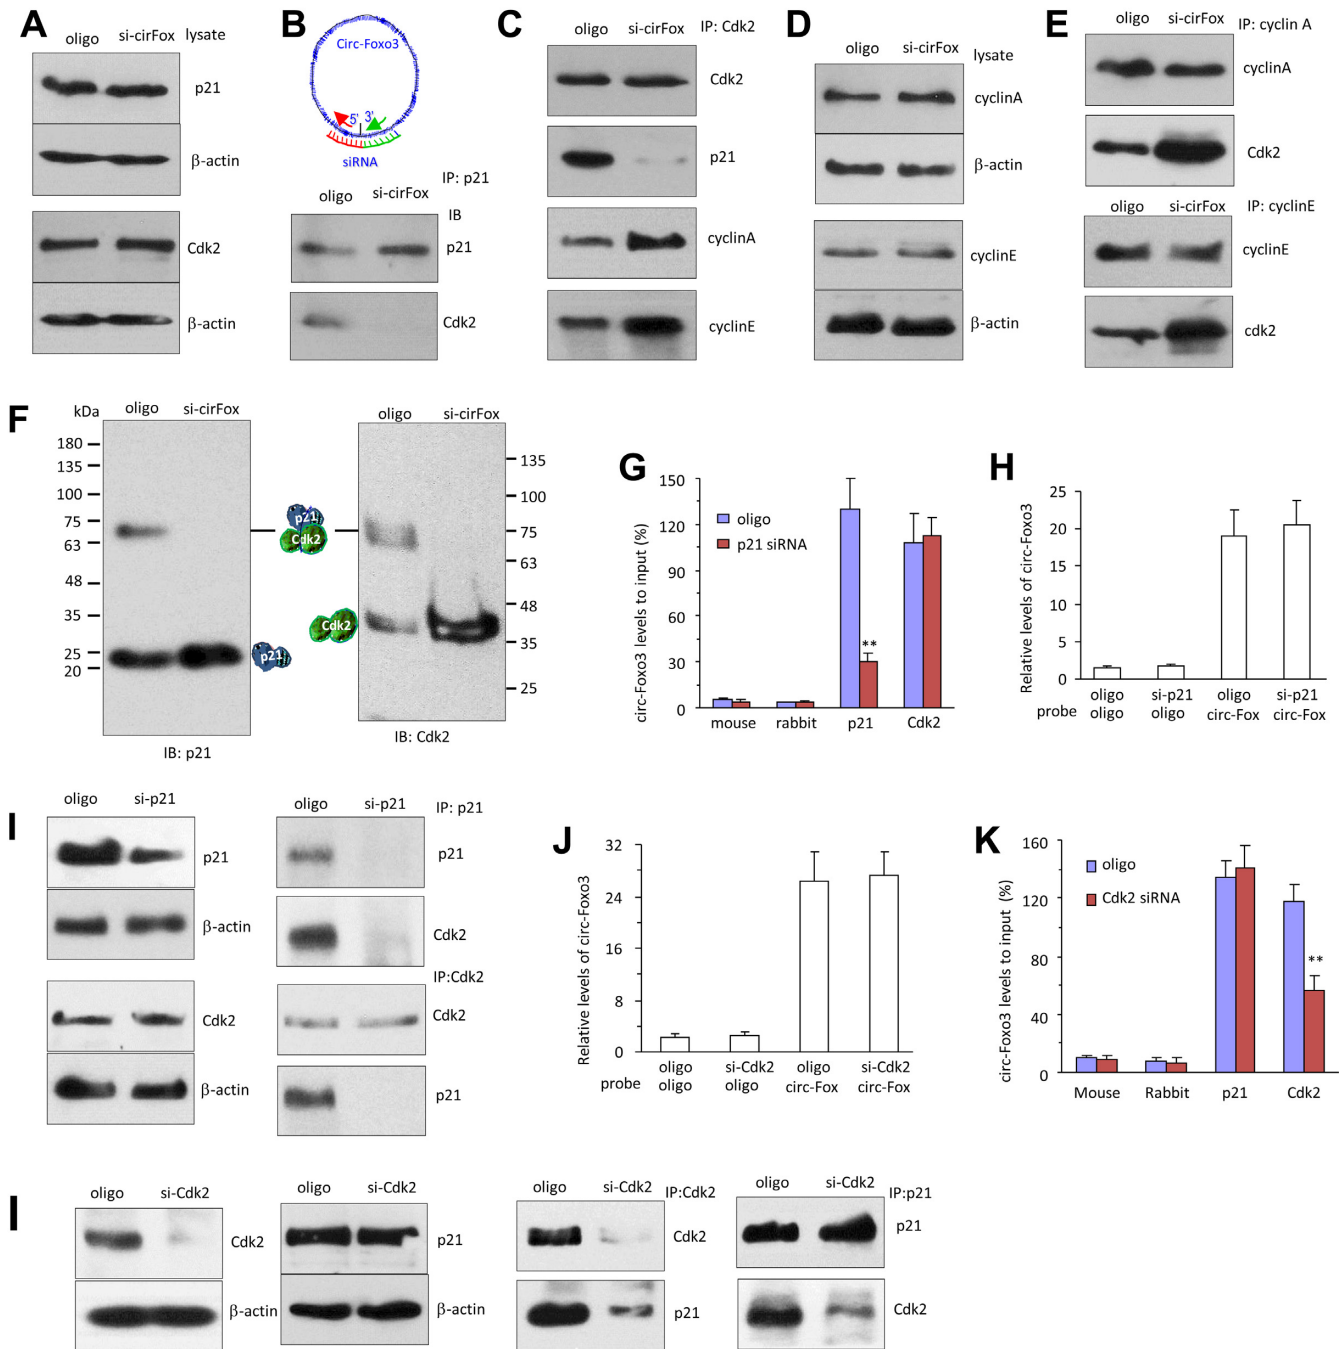 A
oligo si-cirFox lysate
p21
β-actin
Cdk2
β-actin
B
Circ-Foxo3
5' 3'
siRNA
IP: p21
oligo si-cirFox
IB
p21
Cdk2
C
oligo si-cirFox IP: Cdk2
Cdk2
p21
cyclinA
cyclinE
D
oligo si-cirFox lysate
cyclinA
β-actin
cyclinE
β-actin
E
oligo si-cirFox IP: cyclin A
cyclinA
Cdk2
oligo si-cirFox IP: cyclinE
cyclinE
cdk2
F
kDa oligo si-cirFox
180
135
100
75
63
48
35
25
20
IB: p21
p21
Cdk2
Cdk2
p21
oligo si-cirFox
135
100
75
63
48
35
25
IB: Cdk2
G
circ-Foxo3 levels to input (%)
150
120
90
60
30
0
oligo
p21 siRNA
**
mouse rabbit p21 Cdk2
H
Relative levels of circ-Foxo3
25
20
15
10
5
0
oligo si-p21 oligo si-p21
probe oligo oligo circ-Fox circ-Fox
I
oligo si-p21
p21
β-actin
Cdk2
β-actin
oligo si-p21 IP: p21
p21
Cdk2
IP:Cdk2
Cdk2
p21
J
Relative levels of circ-Foxo3
32
28
24
16
8
0
oligo si-Cdk2 oligo si-Cdk2
probe oligo oligo circ-Fox circ-Fox
K
circ-Foxo3 levels to input (%)
160
120
80
40
0
oligo
Cdk2 siRNA
**
Mouse Rabbit p21 Cdk2
I
oligo si-Cdk2
Cdk2
β-actin
oligo si-Cdk2
p21
β-actin
oligo si-Cdk2 IP:Cdk2
Cdk2
p21
oligo si-Cdk2 IP:p21
p21
Cdk2